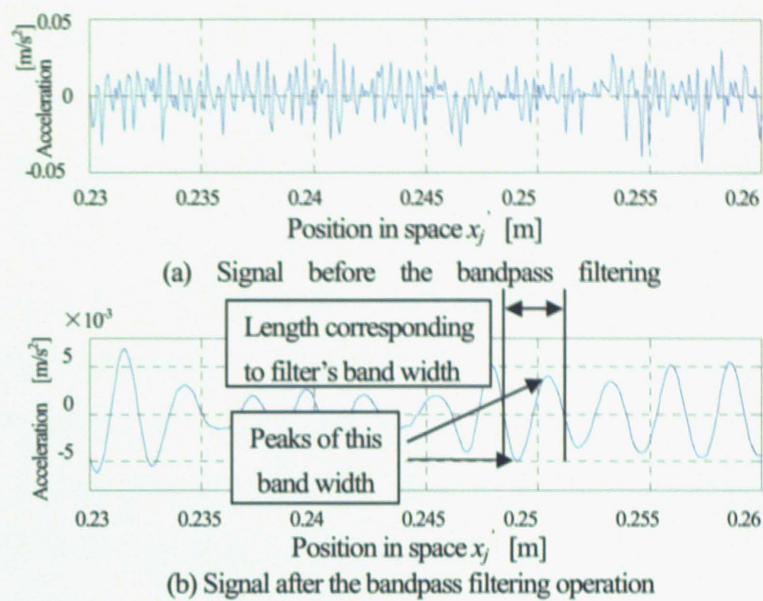 0.05
[m/s²]
Acceleration
0
-0.05
0.23 0.235 0.24 0.245 0.25 0.255 0.26
Position in space xj' [m]
(a) Signal before the bandpass filtering
×10⁻³
Length corresponding
to filter's band width
[m/s²]
Acceleration
5
0
-5
Peaks of this
band width
0.23 0.235 0.24 0.245 0.25 0.255 0.26
Position in space xj' [m]
(b) Signal after the bandpass filtering operation